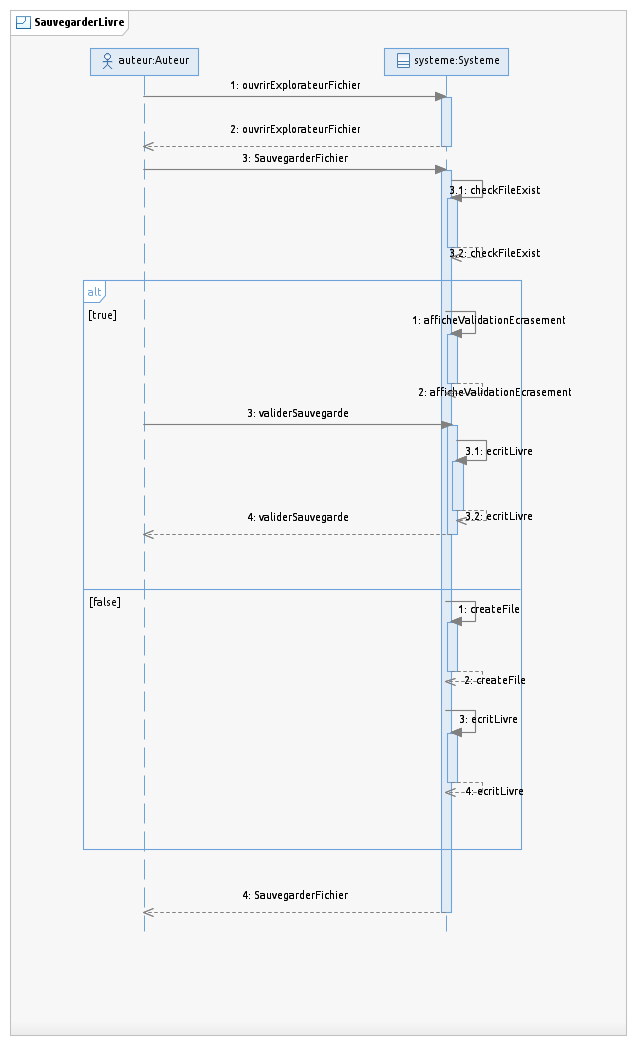 SauvegarderLivre
auteur:Auteur
systeme:Systeme
1: ouvrirExplorateurFichier
2: ouvrirExplorateurFichier
3: SauvegarderFichier
3.1: checkFileExist
3.2: checkFileExist
alt
[true]
1: afficheValidationEcrasement
2: afficheValidationEcrasement
3: validerSauvegarde
3.1: ecritLivre
3.2: ecritLivre
4: validerSauvegarde
[false]
1: createFile
2: createFile
3: ecritLivre
4: ecritLivre
4: SauvegarderFichier